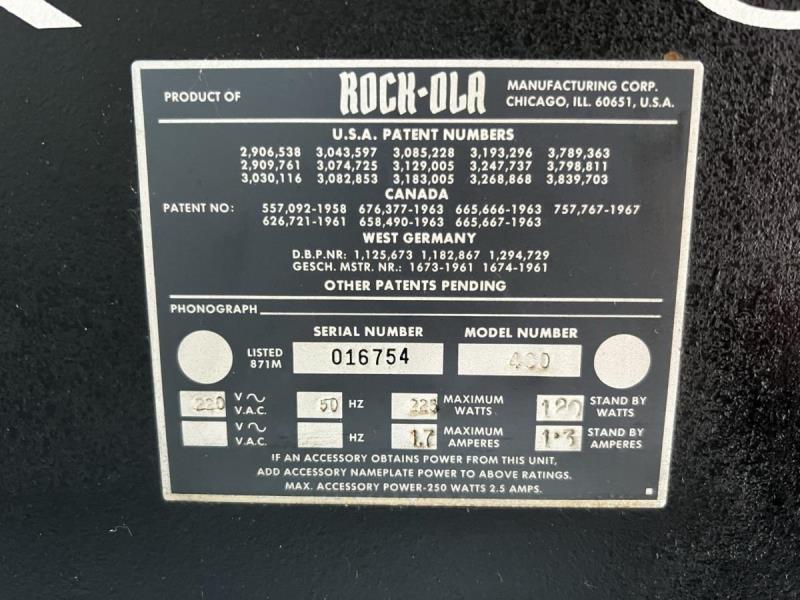 PRODUCT OF ROCK-OLA MANUFACTURING CORP.
CHICAGO, ILL. 60651, U.S.A.
U.S.A. PATENT NUMBERS
2,906,538 3,043,597 3,085,228 3,193,296 3,789,363
2,909,761 3,074,725 3,129,005 3,247,737 3,798,811
3,030,116 3,082,853 3,183,005 3,268,868 3,839,703
CANADA
PATENT NO: 557,092-1958 676,377-1963 665,666-1963 757,767-1967
626,721-1961 658,490-1963 665,667-1963
WEST GERMANY
D.B.P.NR: 1,125,673 1,182,867 1,294,729
GESCH. MSTR. NR.: 1673-1961 1674-1961
OTHER PATENTS PENDING
PHONOGRAPH
SERIAL NUMBER MODEL NUMBER
LISTED
871M
016754
220 V ~
V.A.C. 50 HZ 225 MAXIMUM
WATTS 120 STAND BY
WATTS
V ~
V.A.C. HZ 1.7 MAXIMUM
AMPERES 1.3 STAND BY
AMPERES
IF AN ACCESSORY OBTAINS POWER FROM THIS UNIT,
ADD ACCESSORY NAMEPLATE POWER TO ABOVE RATINGS.
MAX. ACCESSORY POWER-250 WATTS 2.5 AMPS.